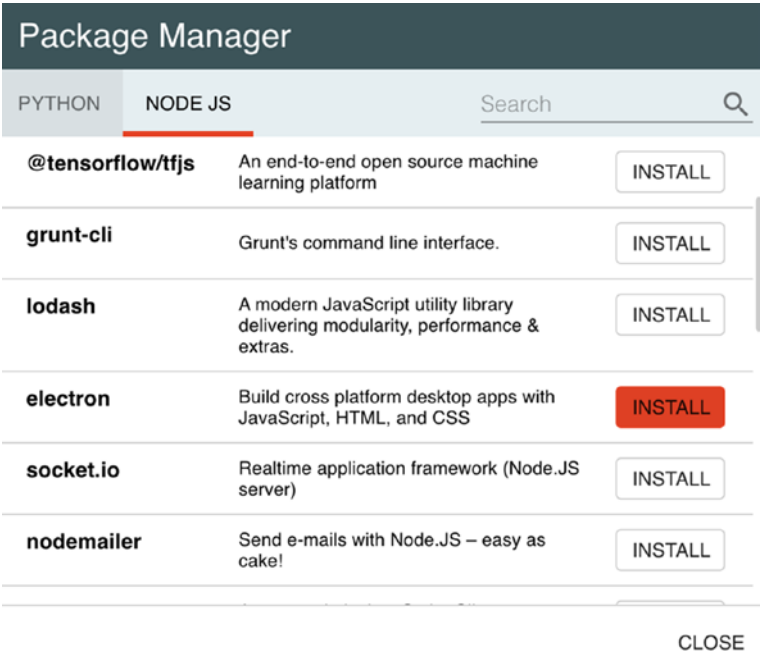 Package Manager
PYTHON NODE JS Search
@tensorflow/tfjs An end-to-end open source machine INSTALL
learning platform
grunt-cli Grunt's command line interface. INSTALL
lodash A modern JavaScript utility library INSTALL
delivering modularity, performance &
extras.
electron Build cross platform desktop apps with INSTALL
JavaScript, HTML, and CSS
socket.io Realtime application framework (Node.JS INSTALL
server)
nodemailer Send e-mails with Node.JS – easy as INSTALL
cake!
CLOSE